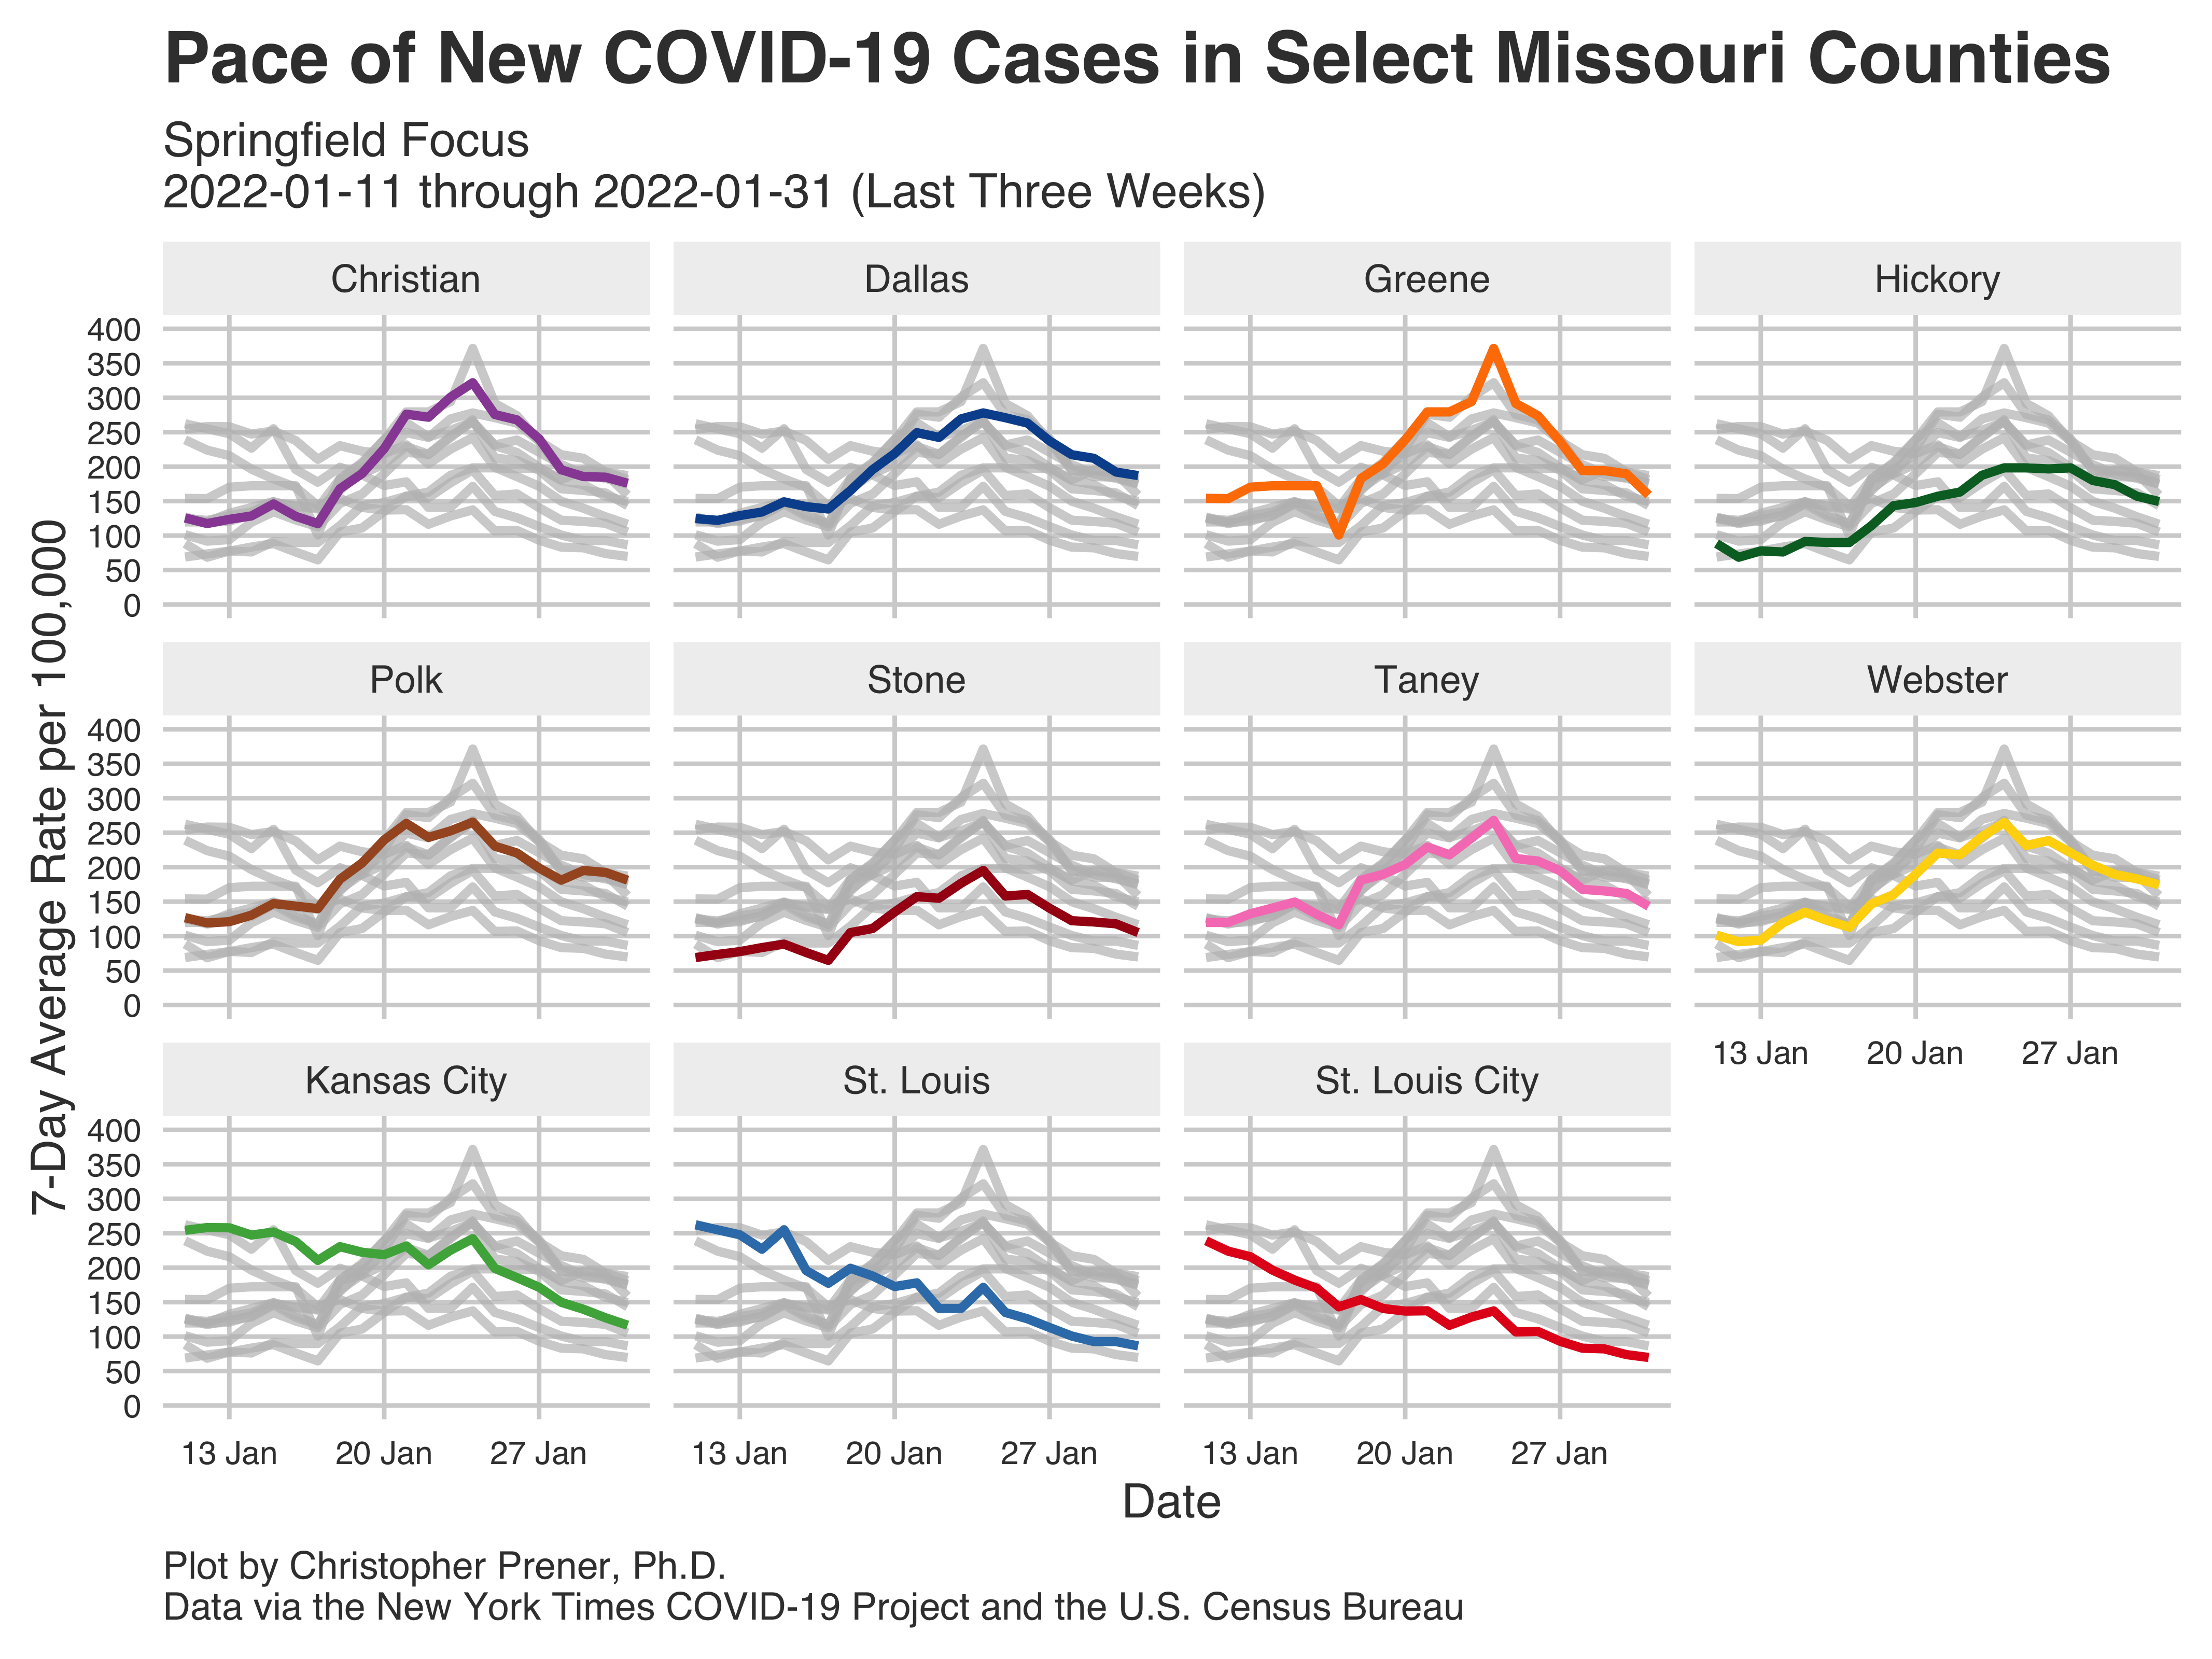 Pace of New COVID-19 Cases in Select Missouri Counties
Springfield Focus
2022-01-11 through 2022-01-31 (Last Three Weeks)
7-Day Average Rate per 100,000
Christian
Dallas
Greene
Hickory
400
350
300
250
200
150
100
50
0
Polk
Stone
Taney
Webster
400
350
300
250
200
150
100
50
0
13 Jan 20 Jan 27 Jan
Kansas City
St. Louis
St. Louis City
400
350
300
250
200
150
100
50
0
13 Jan 20 Jan 27 Jan
13 Jan 20 Jan 27 Jan
13 Jan 20 Jan 27 Jan
Date
Plot by Christopher Prener, Ph.D.
Data via the New York Times COVID-19 Project and the U.S. Census Bureau